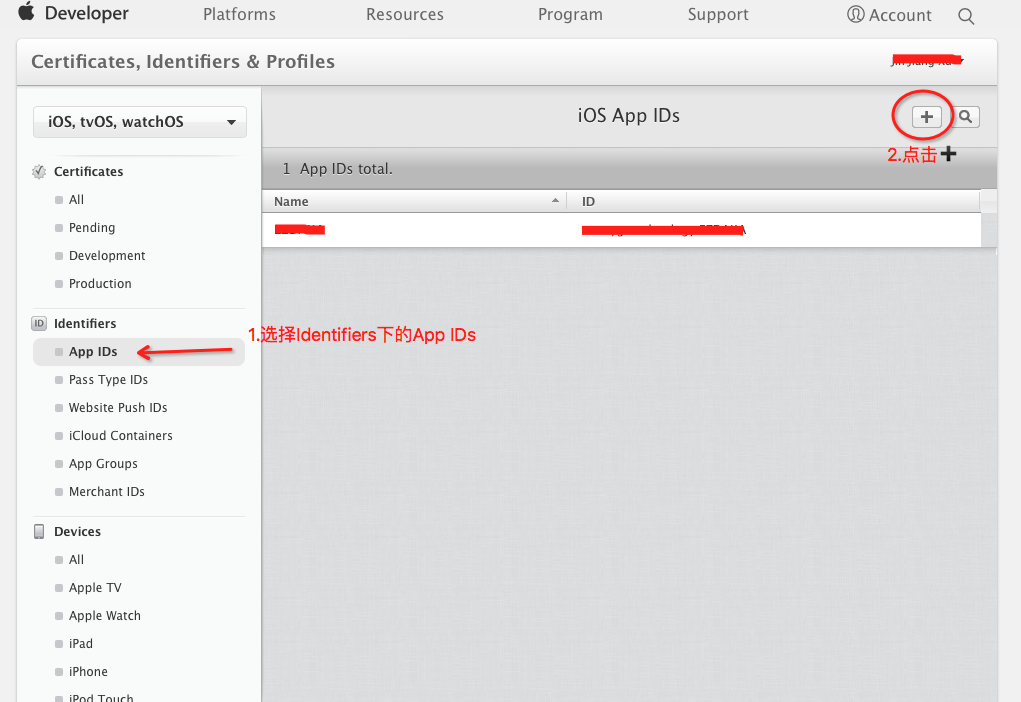 Developer
Platforms
Resources
Program
Support
Account
Certificates, Identifiers & Profiles
iOS, tvOS, watchOS
iOS App IDs
2.点击+
1 App IDs total.
Name
ID
Certificates
All
Pending
Development
Production
ID Identifiers
1.选择Identifiers下的App IDs
App IDs
Pass Type IDs
Website Push IDs
iCloud Containers
App Groups
Merchant IDs
Devices
All
Apple TV
Apple Watch
iPad
iPhone
iPod Touch